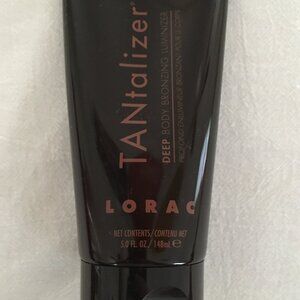 TANtalizer®
DEEP BODY BRONZING LUMINIZER
LORAC
NET CONTENTS/CONTENU NET
5.0 FL. OZ./148ml e